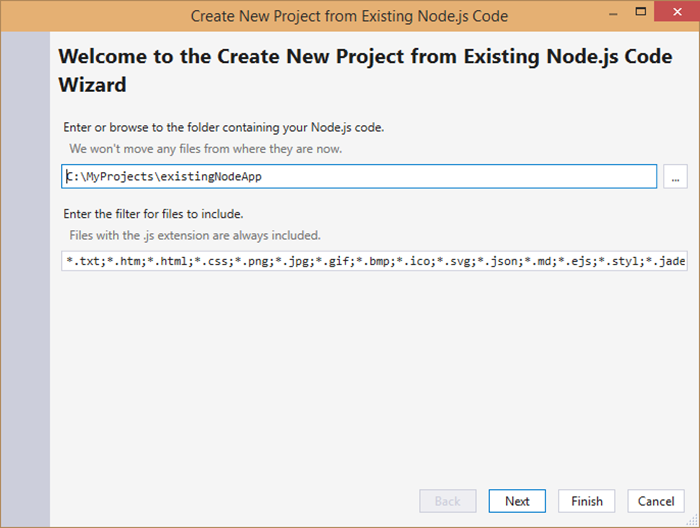 Create New Project from Existing Node.js Code
Welcome to the Create New Project from Existing Node.js Code
Wizard
Enter or browse to the folder containing your Node.js code.
We won't move any files from where they are now.
C:\MyProjects\existingNodeApp
...
Enter the filter for files to include.
Files with the .js extension are always included.
*.txt;*.htm;*.html;*.css;*.png;*.jpg;*.gif;*.bmp;*.ico;*.svg;*.json;*.md;*.ejs;*.styl;*.jade
Back Next Finish Cancel